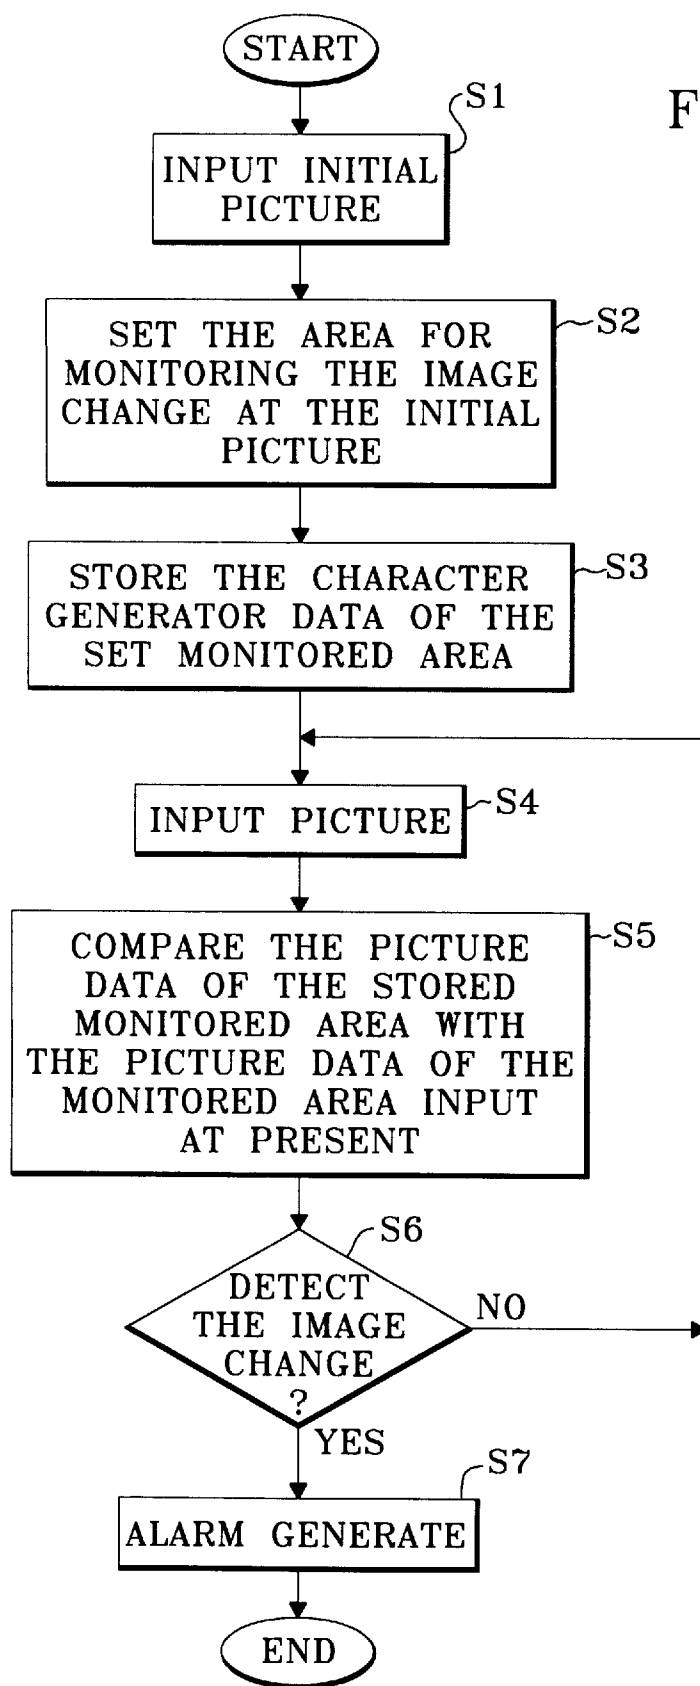 START
S1
F
INPUT INITIAL
PICTURE
S2
SET THE AREA FOR
MONITORING THE IMAGE
CHANGE AT THE INITIAL
PICTURE
S3
STORE THE CHARACTER
GENERATOR DATA OF THE
SET MONITORED AREA
S4
INPUT PICTURE
S5
COMPARE THE PICTURE
DATA OF THE STORED
MONITORED AREA WITH
THE PICTURE DATA OF THE
MONITORED AREA INPUT
AT PRESENT
S6
DETECT
THE IMAGE
CHANGE
?
NO
YES
S7
ALARM GENERATE
END